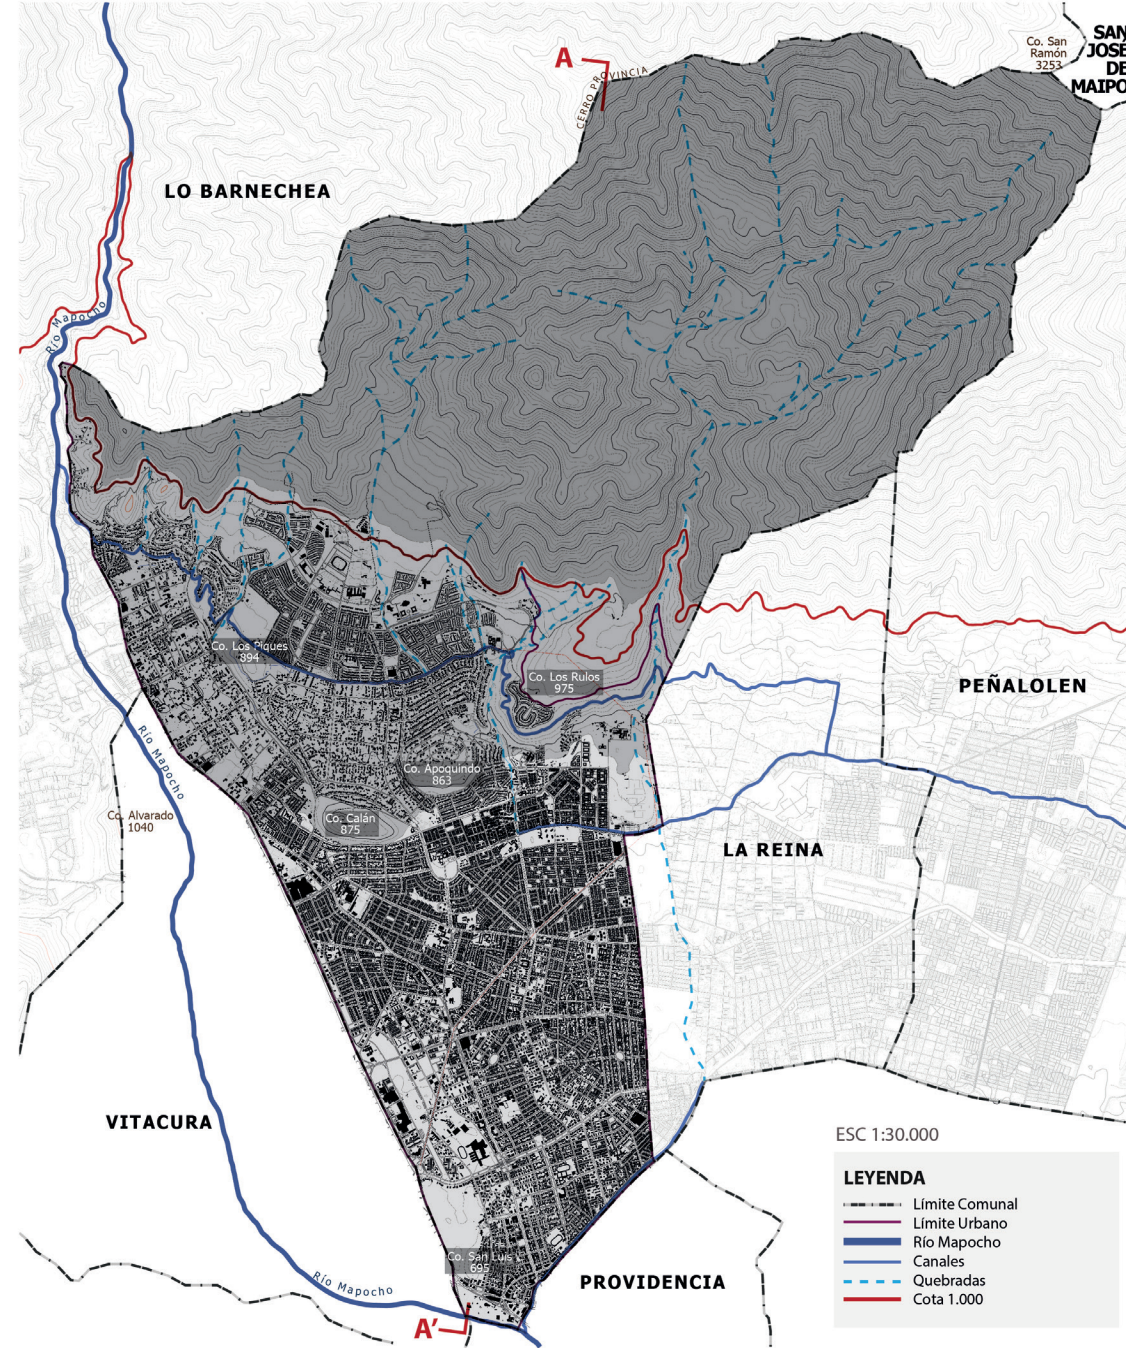 SAN
JOSÉ
DE
MAIPO
Co. San
Ramón
3253
A
CERRO PROVINCIA
LO BARNECHEA
Río Mapocho
Co. Los Piques
894
Co. Los Rulos
975
PEÑALOLEN
Río Mapocho
Co. Apoquindo
863
Co. Alvarado
1040
Co. Calán
875
LA REINA
VITACURA
ESC 1:30.000
LEYENDA
Límite Comunal
Límite Urbano
Río Mapocho
Canales
Quebradas
Cota 1.000
Co. San Luis
695
PROVIDENCIA
Río Mapocho
A'